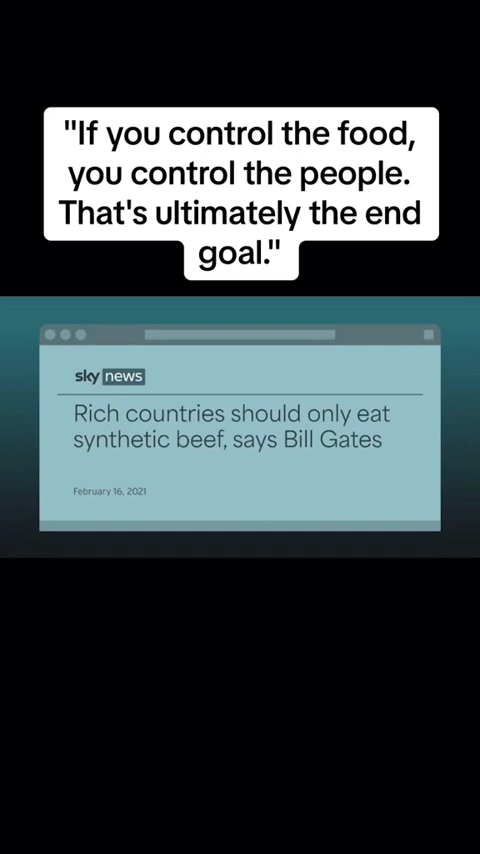 "If you control the food,
you control the people.
That's ultimately the end
goal."
sky news
Rich countries should only eat
synthetic beef, says Bill Gates
February 16, 2021